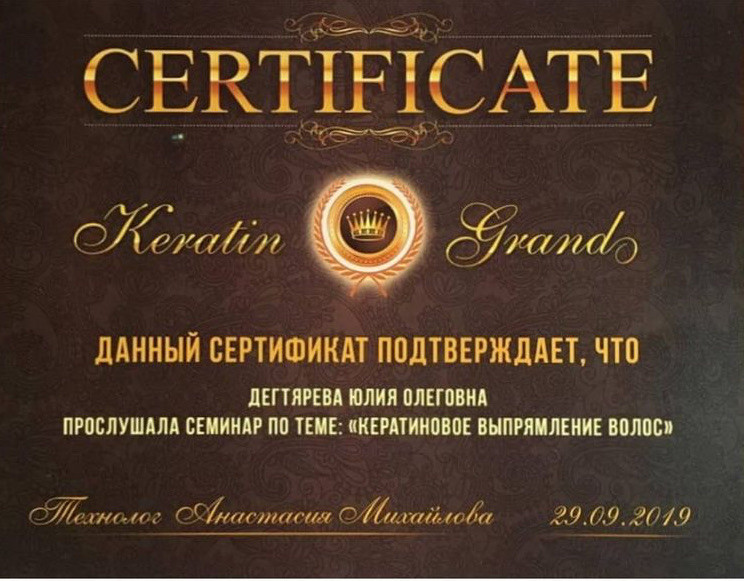 CERTIFICATE
Keratin Grand
ДАННЫЙ СЕРТИФИКАТ ПОДТВЕРЖДАЕТ, ЧТО
ДЕГТЯРЕВА ЮЛИЯ ОЛЕГОВНА
ПРОСЛУШАЛА СЕМИНАР ПО ТЕМЕ: «КЕРАТИНОВОЕ ВЫПРЯМЛЕНИЕ ВОЛОС»
Технолог Анастасия Михайлова 29.09.2019